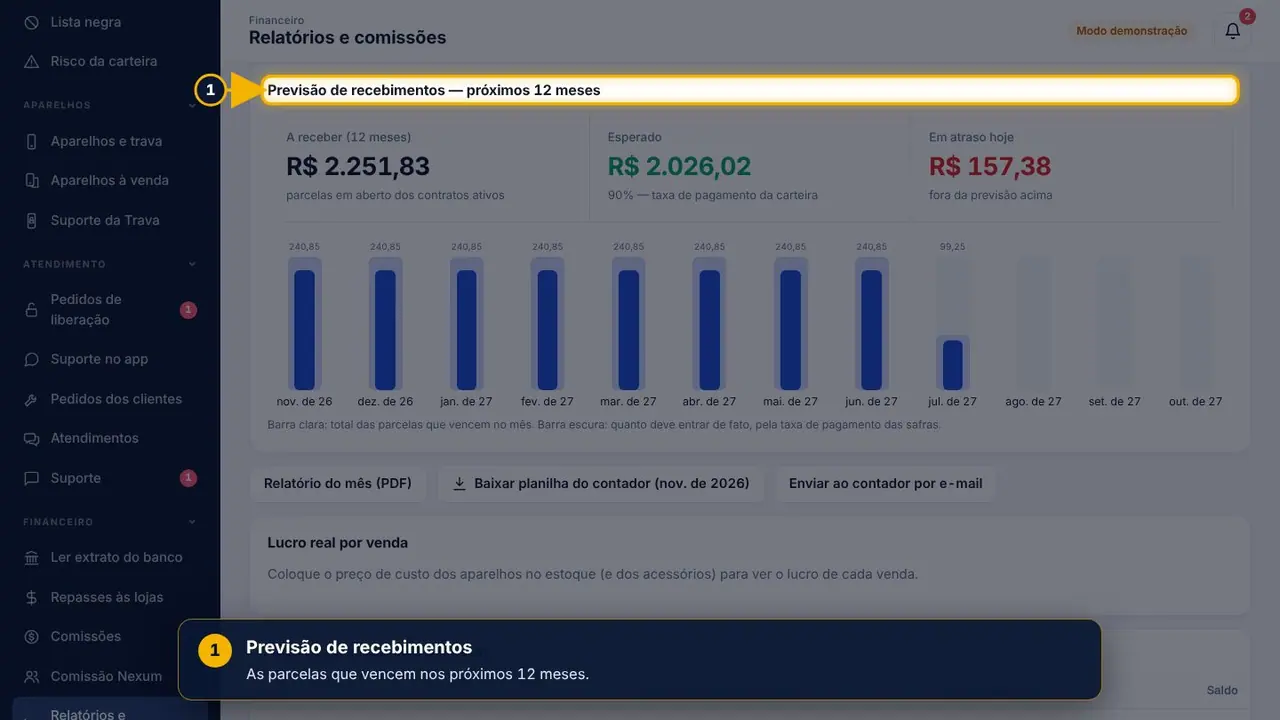 Lista negra
Risco da carteira
APARELHOS
Aparelhos e trava
Aparelhos à venda
Suporte da Trava
ATENDIMENTO
Pedidos de
liberação
1
Suporte no app
Pedidos dos clientes
Atendimentos
Suporte
1
FINANCEIRO
Ler extrato do banco
Repasses às lojas
Comissões
Comissão Nexum
Relatórios e
Financeiro
Relatórios e comissões
Modo demonstração
2
1
Previsão de recebimentos — próximos 12 meses
A receber (12 meses)
R$ 2.251,83
parcelas em aberto dos contratos ativos
Esperado
R$ 2.026,02
90% — taxa de pagamento da carteira
Em atraso hoje
R$ 157,38
fora da previsão acima
240,85 240,85 240,85 240,85 240,85 240,85 240,85 240,85 99,25
nov. de 26 dez. de 26 jan. de 27 fev. de 27 mar. de 27 abr. de 27 mai. de 27 jun. de 27 jul. de 27 ago. de 27 set. de 27 out. de 27
Barra clara: total das parcelas que vencem no mês. Barra escura: quanto deve entrar de fato, pela taxa de pagamento das safras.
Relatório do mês (PDF)
Baixar planilha do contador (nov. de 2026)
Enviar ao contador por e-mail
Lucro real por venda
Coloque o preço de custo dos aparelhos no estoque (e dos acessórios) para ver o lucro de cada venda.
Saldo
1
Previsão de recebimentos
As parcelas que vencem nos próximos 12 meses.